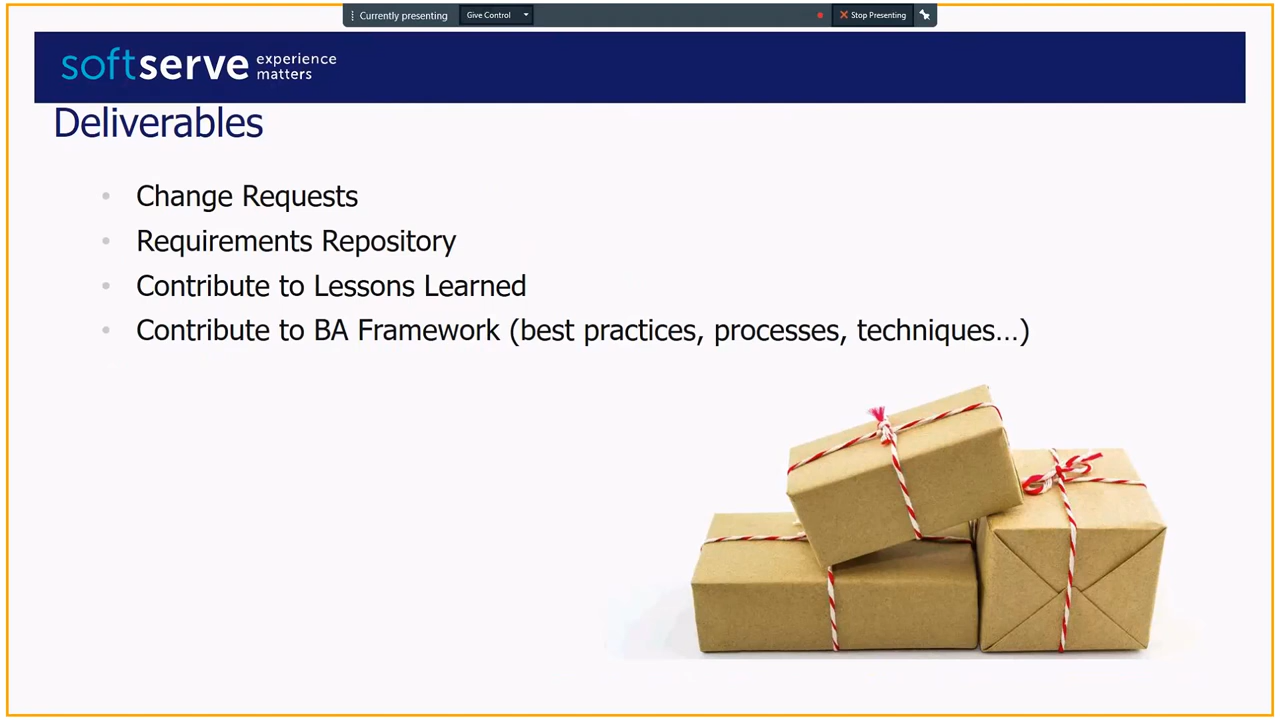 Currently presenting Give Control Stop Presenting
softserve experience
matters
Deliverables
• Change Requests
• Requirements Repository
• Contribute to Lessons Learned
• Contribute to BA Framework (best practices, processes, techniques...)